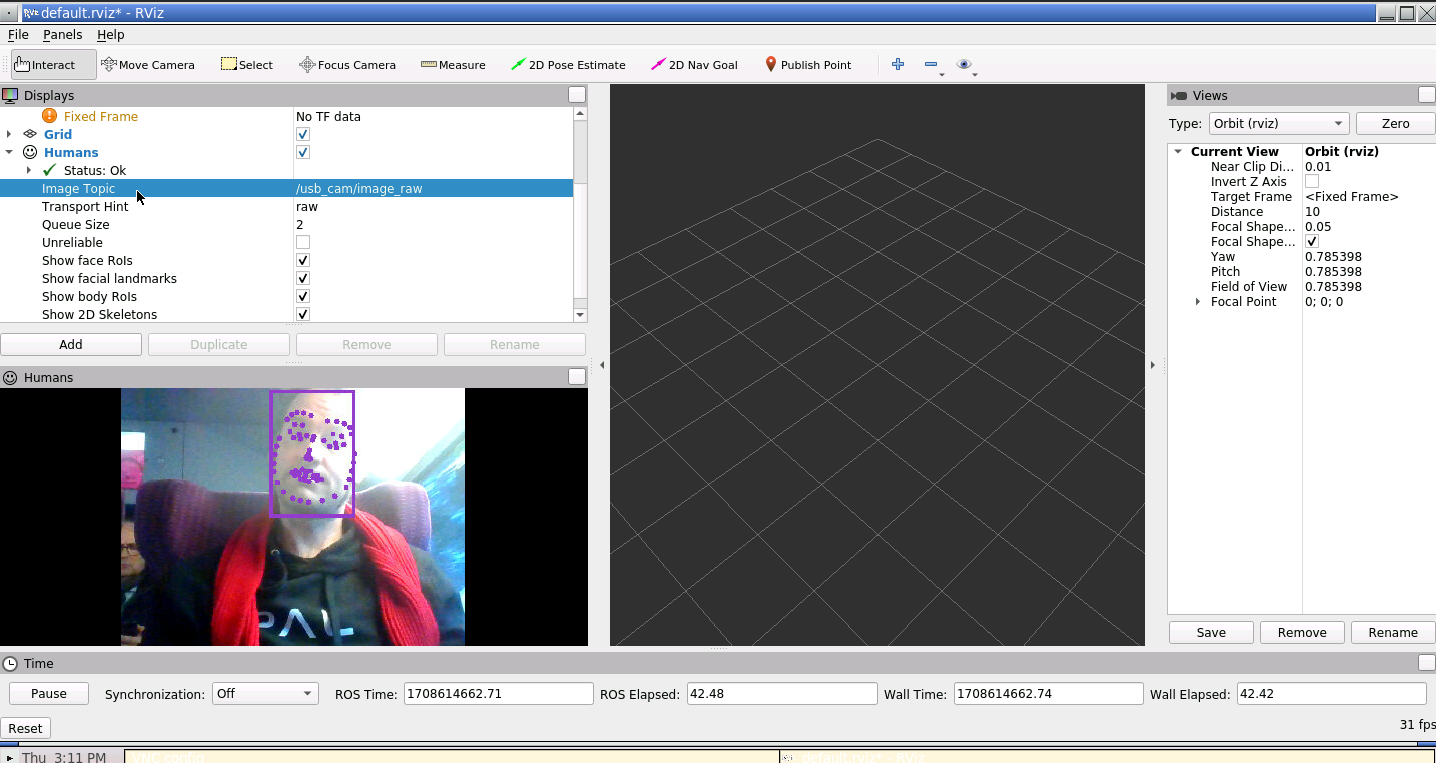 default.rviz* - RViz
File Panels Help
Interact Move Camera Select Focus Camera Measure 2D Pose Estimate 2D Nav Goal Publish Point
Displays
Fixed Frame No TF data
Grid
Humans
Status: Ok
Image Topic /usb_cam/image_raw
Transport Hint raw
Queue Size 2
Unreliable
Show face RoIs
Show facial landmarks
Show body RoIs
Show 2D Skeletons
Add Duplicate Remove Rename
Humans
PAL
Views
Type: Orbit (rviz) Zero
Current View Orbit (rviz)
Near Clip Di... 0.01
Invert Z Axis
Target Frame <Fixed Frame>
Distance 10
Focal Shape... 0.05
Focal Shape...
Yaw 0.785398
Pitch 0.785398
Field of View 0.785398
Focal Point 0; 0; 0
Save Remove Rename
Time
Pause Synchronization: Off ROS Time: 1708614662.71 ROS Elapsed: 42.48 Wall Time: 1708614662.74 Wall Elapsed: 42.42
Reset 31 fps
Thu 3:11 PM